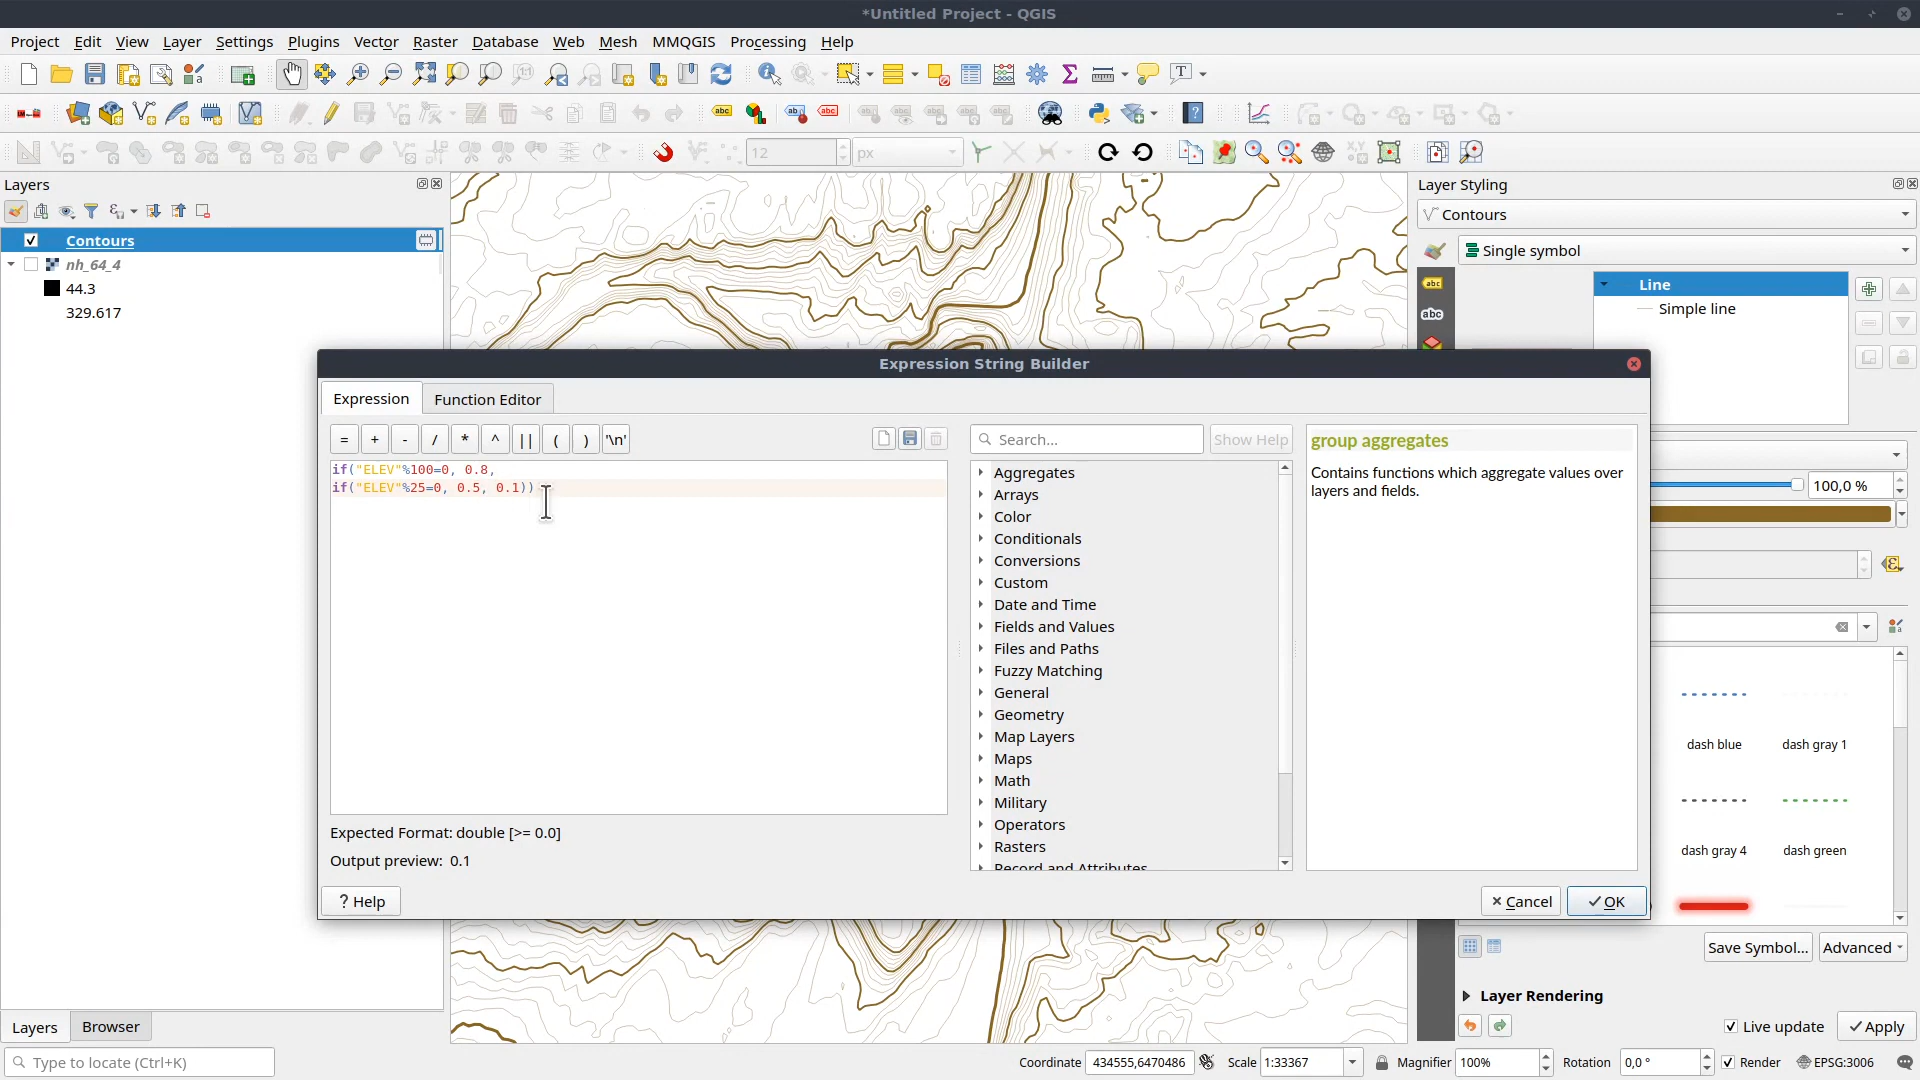 *Untitled Project - QGIS
Project Edit View Layer Settings Plugins Vector Raster Database Web Mesh MMQGIS Processing Help
12 px
Layers
Contours
nh_64_4
44.3
329.617
Layer Styling
Contours
Single symbol
Line
Simple line
Expression String Builder
Expression Function Editor
= + - / * ^ || ( ) '\n'
Search... Show Help
if("ELEV"%100=0, 0.8,
if("ELEV"%25=0, 0.5, 0.1))
Aggregates
Arrays
Color
Conditionals
Conversions
Custom
Date and Time
Fields and Values
Files and Paths
Fuzzy Matching
General
Geometry
Map Layers
Maps
Math
Military
Operators
Rasters
Record and Attributes
group aggregates
Contains functions which aggregate values over
layers and fields.
Expected Format: double [>= 0.0]
Output preview: 0.1
? Help
Cancel OK
100,0 %
dash blue dash gray 1
dash gray 4 dash green
Save Symbol... Advanced
Layer Rendering
Live update Apply
Layers Browser
Type to locate (Ctrl+K)
Coordinate 434555,6470486 Scale 1:33367 Magnifier 100% Rotation 0,0 ° Render EPSG:3006